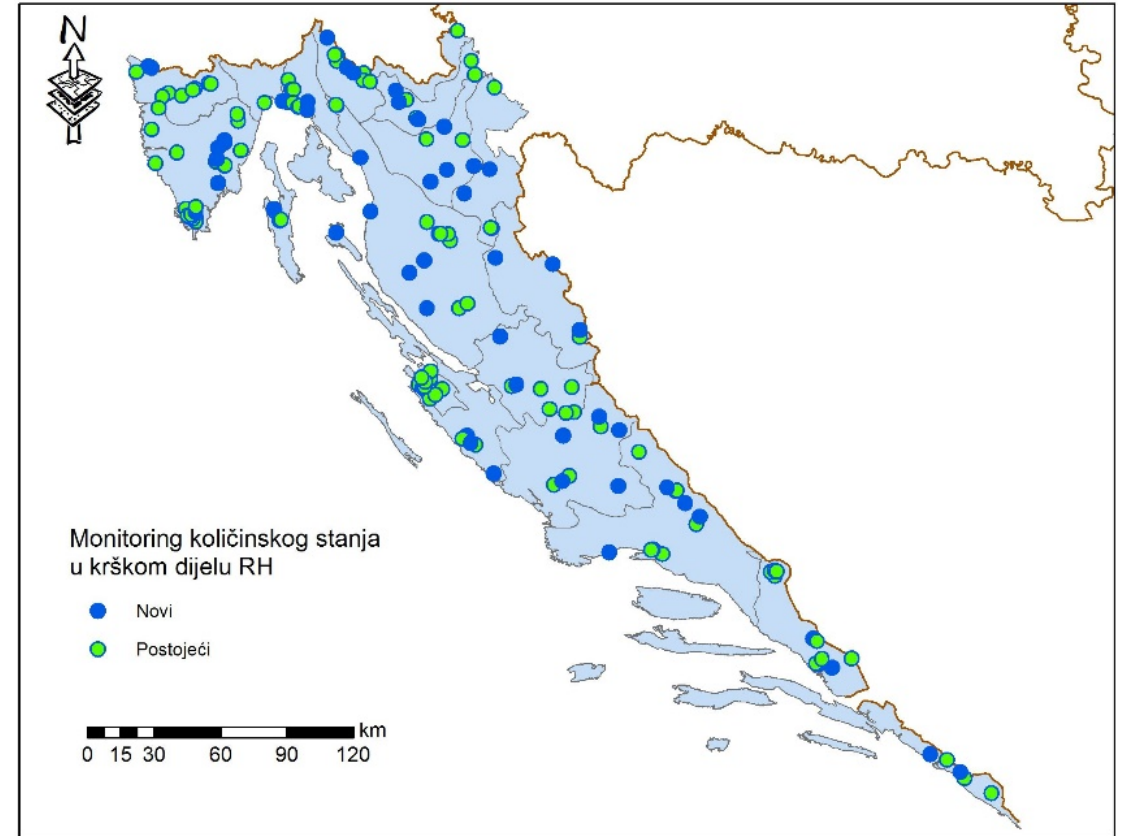 N
Monitoring količinskog stanja
u krškom dijelu RH
Novi
Postojeći
km
0 15 30 60 90 120